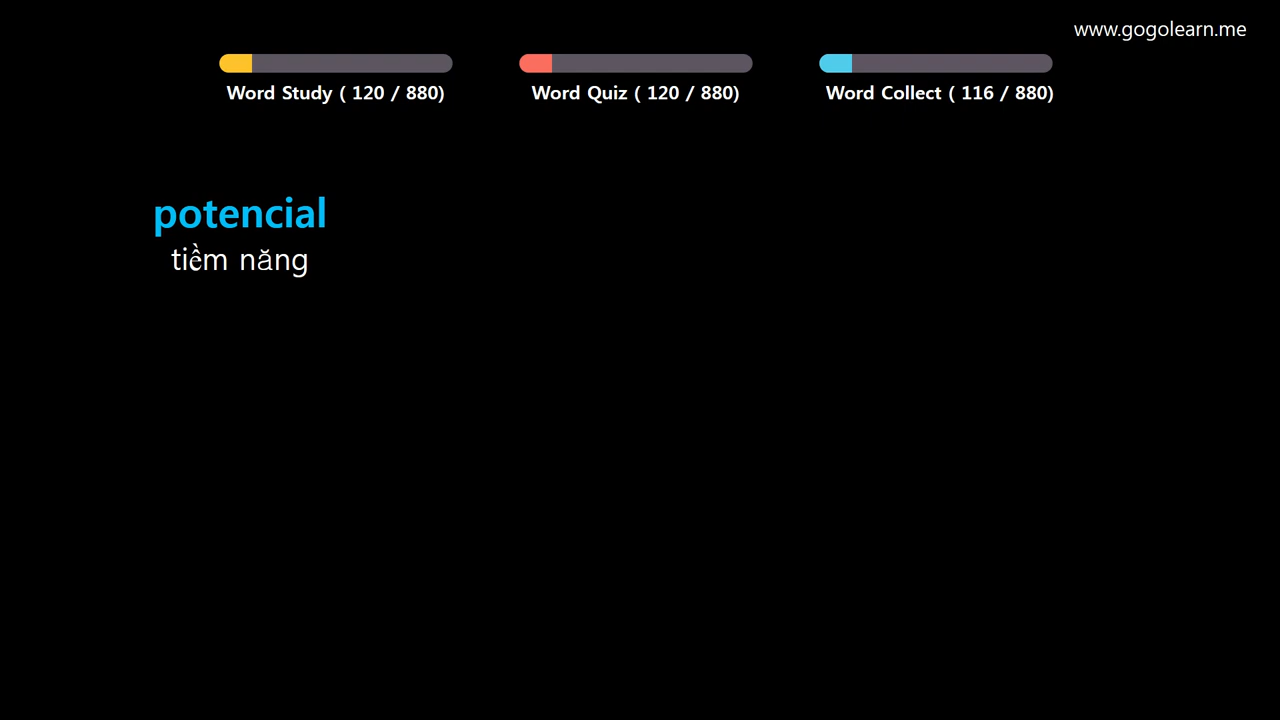 www.gogolearn.me
Word Study ( 120 / 880)
Word Quiz ( 120 / 880)
Word Collect ( 116 / 880)
potencial
tiềm năng